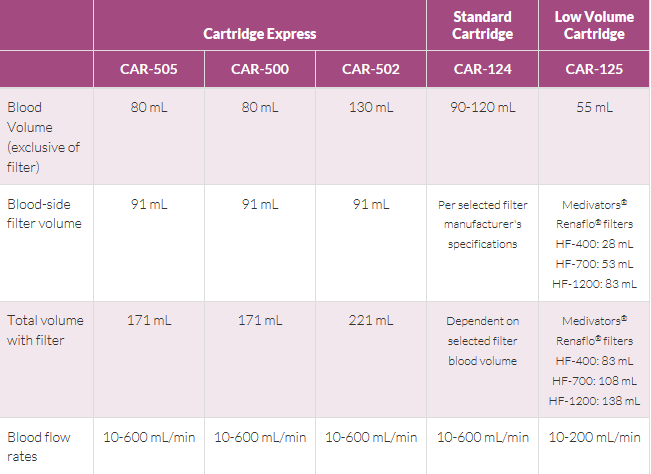 Cartridge Express
Standard
Cartridge
Low Volume
Cartridge
CAR-505
CAR-500
CAR-502
CAR-124
CAR-125
Blood
Volume
(exclusive of
filter)
80 mL
80 mL
130 mL
90-120 mL
55 mL
Blood-side
filter volume
91 mL
91 mL
91 mL
Per selected filter
manufacturer's
specifications
Medivators®
Renaflo® filters
HF-400: 28 mL
HF-700: 53 mL
HF-1200: 83 mL
Total volume
with filter
171 mL
171 mL
221 mL
Dependent on
selected filter
blood volume
Medivators®
Renaflo® filters
HF-400: 83 mL
HF-700: 108 mL
HF-1200: 138 mL
Blood flow
rates
10-600 mL/min
10-600 mL/min
10-600 mL/min
10-600 mL/min
10-200 mL/min